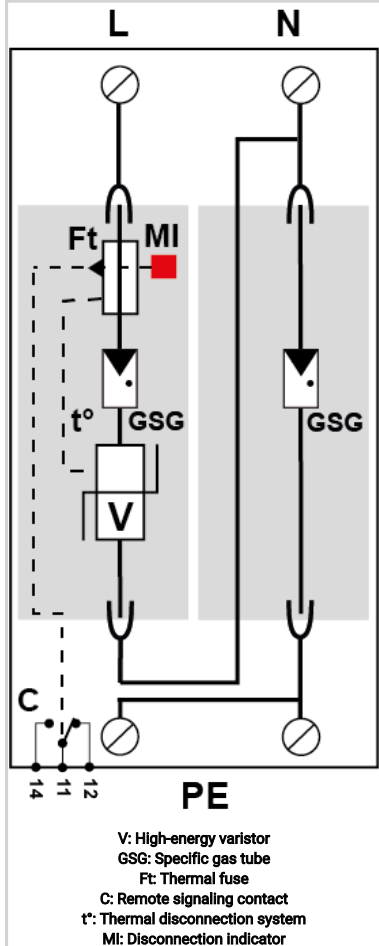 L N
Ft MI
t° GSG GSG
V
C
14 11 12
PE
V: High-energy varistor
GSG: Specific gas tube
Ft: Thermal fuse
C: Remote signaling contact
t°: Thermal disconnection system
MI: Disconnection indicator